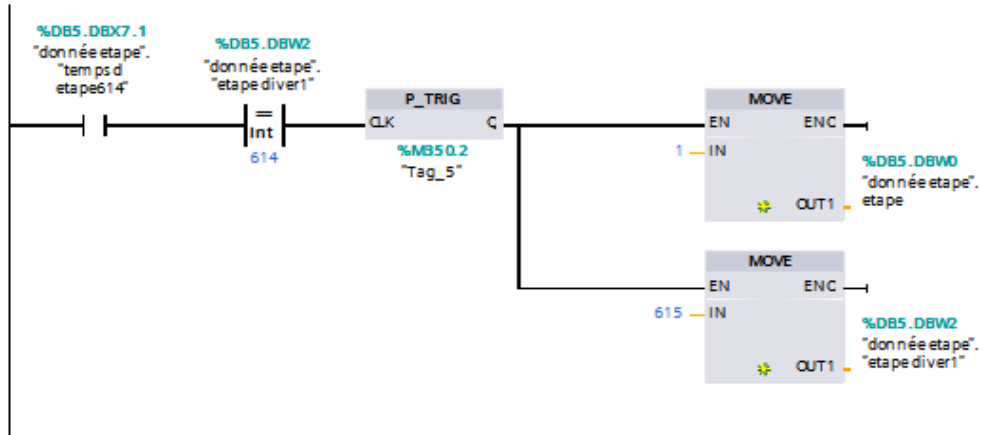 %DB5.DBX7.1
"donnée etape".
"temps d
etape614"
%DB5.DBW2
"donnée etape".
"etape diver1"
=
Int
614
P_TRIG
CLK Q
%M350.2
"Tag_5"
MOVE
EN ENO
1 IN
OUT1
%DB5.DBW0
"donnée etape".
etape
MOVE
EN ENO
615 IN
OUT1
%DB5.DBW2
"donnée etape".
"etape diver1"